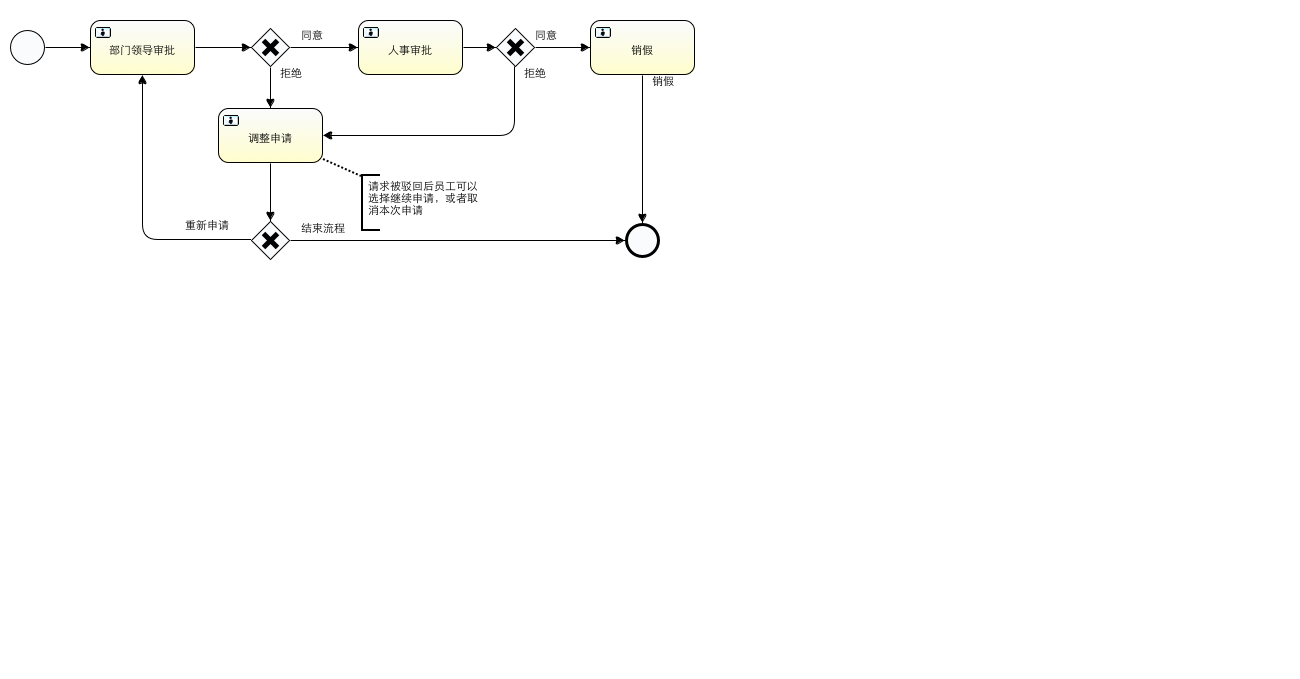 部门领导审批
同意
人事审批
同意
销假
拒绝
拒绝
销假
调整申请
请求被驳回后员工可以
选择继续申请，或者取
消本次申请
重新申请
结束流程